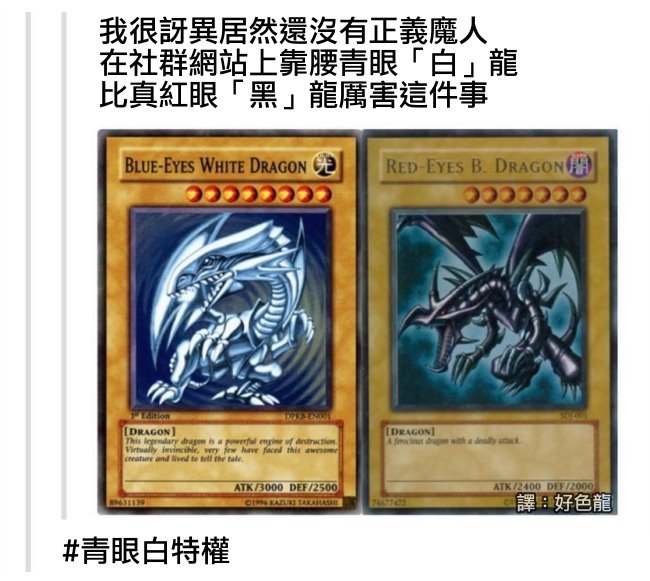 我很訝異居然還沒有正義魔人
在社群網站上靠腰青眼「白」龍
比真紅眼「黑」龍厲害這件事
BLUE-EYES WHITE DRAGON 光
1st Edition DPKB-EN001
[DRAGON]
This legendary dragon is a powerful engine of destruction.
Virtually invincible, very few have faced this awesome
creature and lived to tell the tale.
ATK/3000 DEF/2500
89631139 ©1996 KAZUKI TAKAHASHI
RED-EYES B. DRAGON 闇
[DRAGON]
A ferocious dragon with a deadly attack.
ATK/2400 DEF/2000
74677422
譯：好色龍
#青眼白特權